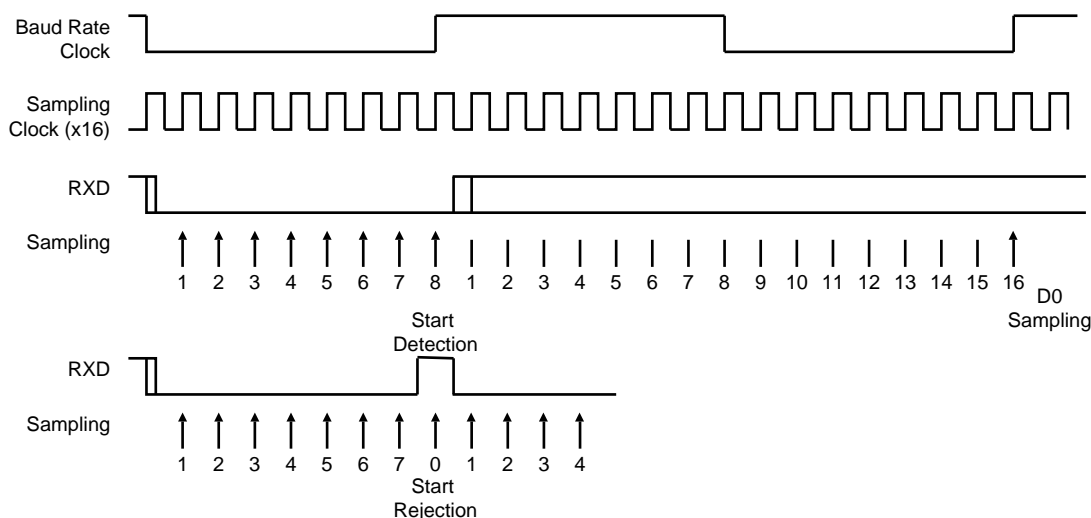 Baud Rate
Clock
Sampling
Clock (x16)
RXD
Sampling
1 2 3 4 5 6 7 8 1 2 3 4 5 6 7 8 9 10 11 12 13 14 15 16
D0
Sampling
Start
Detection
RXD
Sampling
1 2 3 4 5 6 7 0 1 2 3 4
Start
Rejection